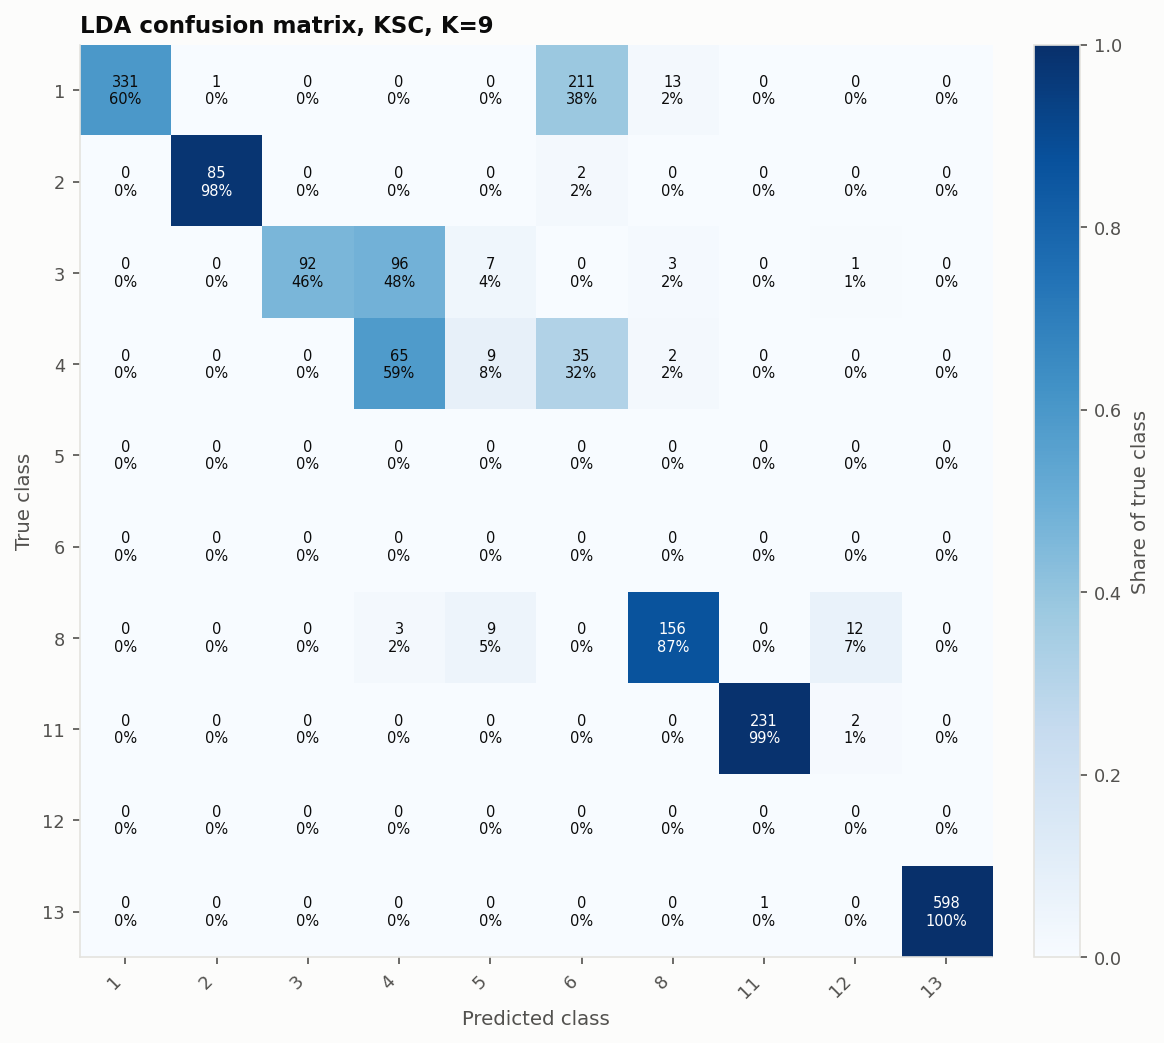 LDA confusion matrix, KSC, K=9
331 1 0 0 0 211 13 0 0 0
1
60% 0% 0% 0% 0% 38% 2% 0% 0% 0%
0 85 0 0 0 2 0 0 0 0
2
0% 98% 0% 0% 0% 2% 0% 0% 0% 0%
0 0 92 96 7 0 3 0 1 0
3
0% 0% 46% 48% 4% 0% 2% 0% 1% 0%
0 0 0 65 9 35 2 0 0 0
4
0% 0% 0% 59% 8% 32% 2% 0% 0% 0%
0 0 0 0 0 0 0 0 0 0
5
0% 0% 0% 0% 0% 0% 0% 0% 0% 0%
0 0 0 0 0 0 0 0 0 0
6
0% 0% 0% 0% 0% 0% 0% 0% 0% 0%
0 0 0 3 9 0 156 0 12 0
8
0% 0% 0% 2% 5% 0% 87% 0% 7% 0%
0 0 0 0 0 0 0 231 2 0
11
0% 0% 0% 0% 0% 0% 0% 99% 1% 0%
0 0 0 0 0 0 0 0 0 0
12
0% 0% 0% 0% 0% 0% 0% 0% 0% 0%
0 0 0 0 0 0 0 1 0 598
13
0% 0% 0% 0% 0% 0% 0% 0% 0% 100%
1 2 3 4 5 6 8 11 12 13
Predicted class
True class
1.0
0.8
0.6
0.4
0.2
0.0
Share of true class